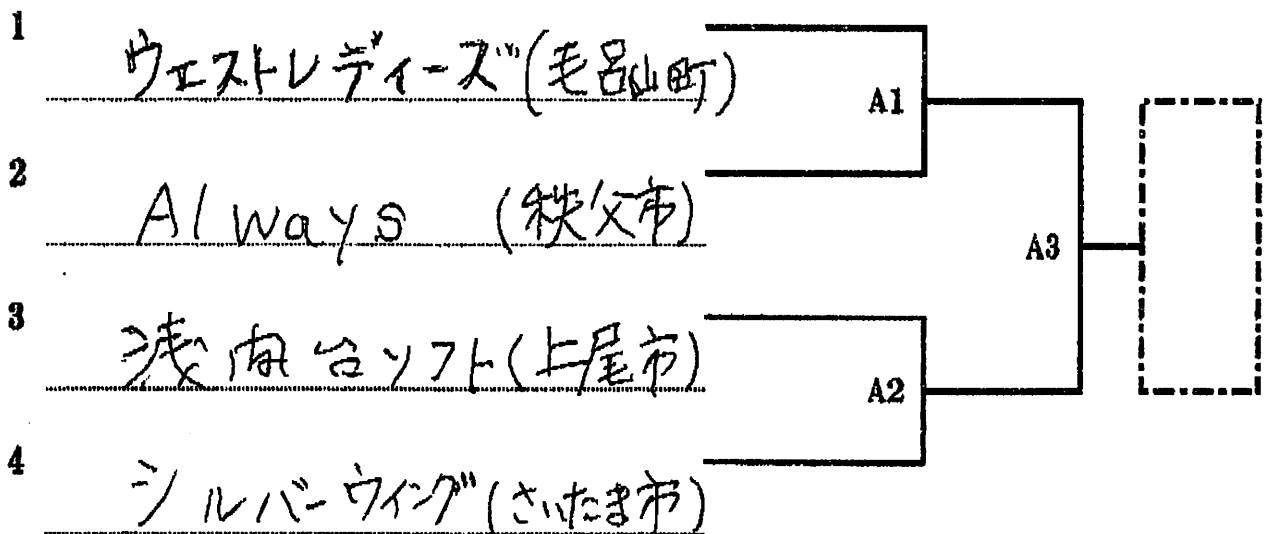 1
ウエストレディーズ(毛呂山町)
A1
2
Always (秩父市)
A3
3
浅間台ソフト(上尾市)
A2
4
シルバーウイング(さいたま市)